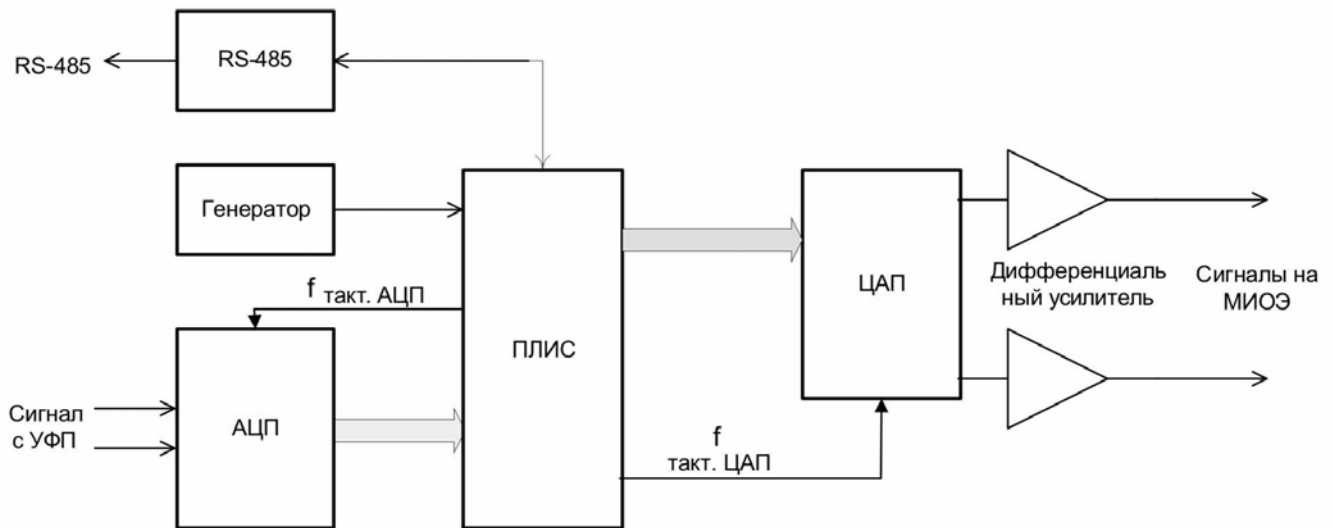 RS-485
RS-485
Генератор
f такт. АЦП
ПЛИС
ЦАП
Дифференциаль
ный усилитель
Сигналы на
МИОЭ
Сигнал
с УФП
АЦП
f
такт. ЦАП